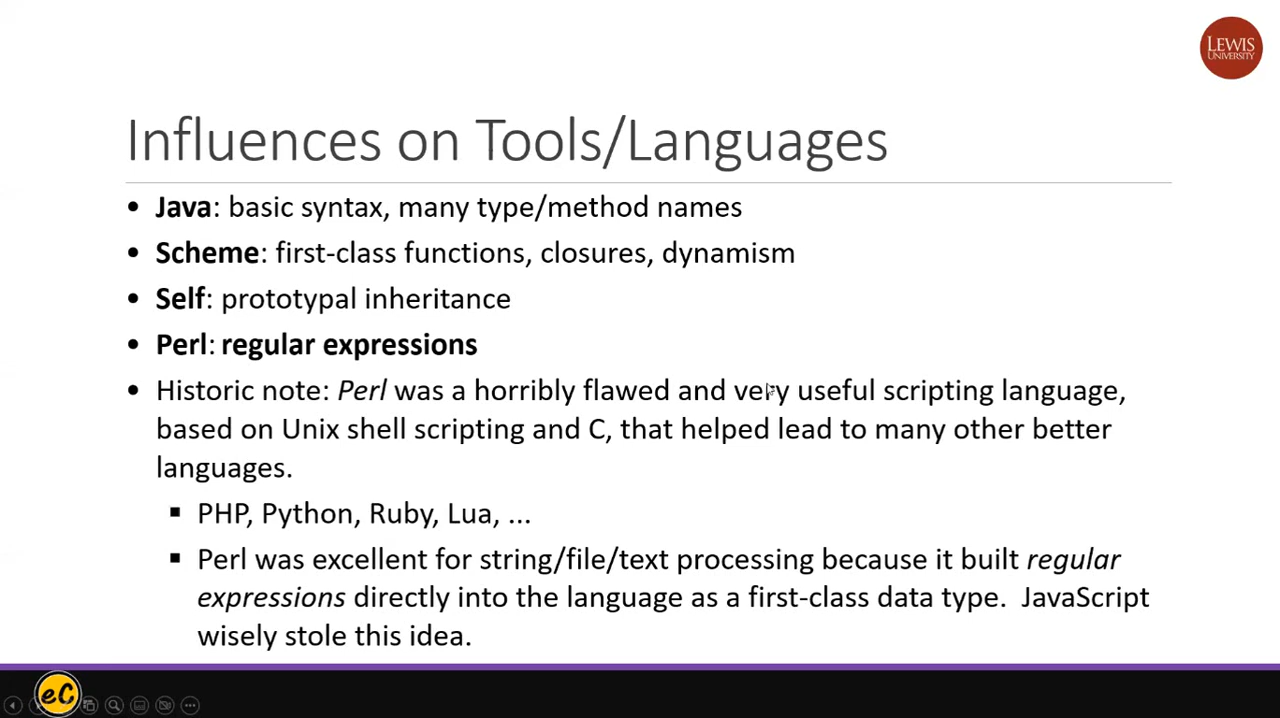 LEWIS
UNIVERSITY
Influences on Tools/Languages
• Java: basic syntax, many type/method names
• Scheme: first-class functions, closures, dynamism
• Self: prototypal inheritance
• Perl: regular expressions
• Historic note: Perl was a horribly flawed and very useful scripting language,
based on Unix shell scripting and C, that helped lead to many other better
languages.
▪ PHP, Python, Ruby, Lua, ...
▪ Perl was excellent for string/file/text processing because it built regular
expressions directly into the language as a first-class data type. JavaScript
wisely stole this idea.
eC